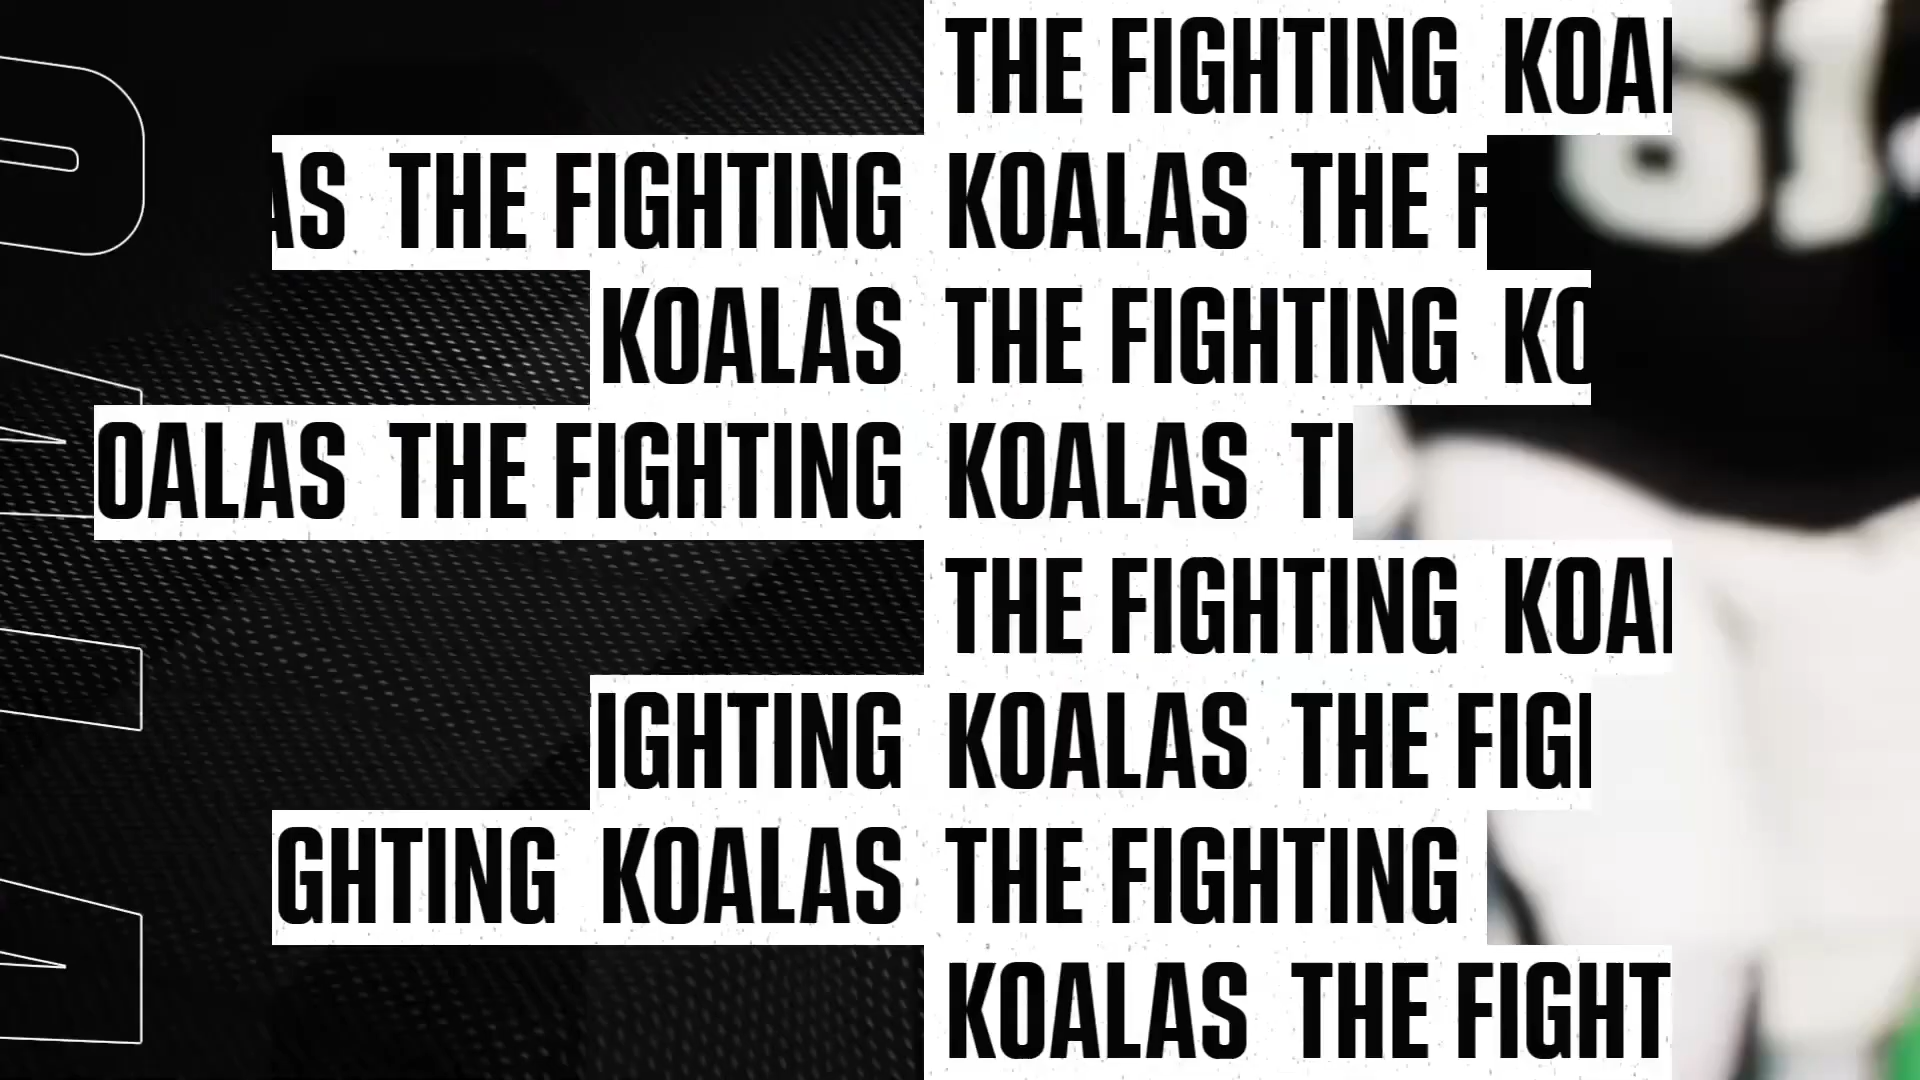 THE FIGHTING KOA
AS THE FIGHTING KOALAS THE F
KOALAS THE FIGHTING KO
OALAS THE FIGHTING KOALAS T
THE FIGHTING KOA
IGHTING KOALAS THE FIG
GHTING KOALAS THE FIGHTING
KOALAS THE FIGHT
61